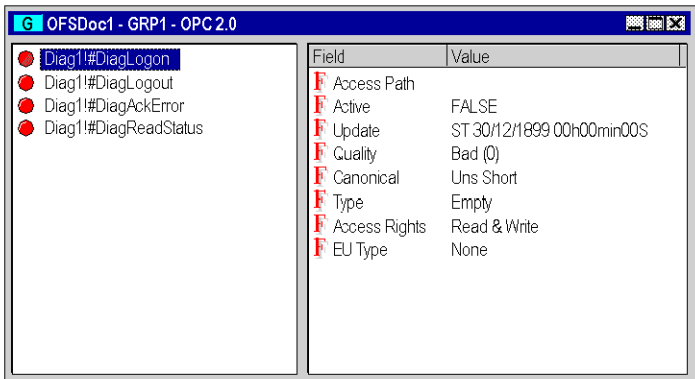 G OFSDoc1 - GRP1 - OPC 2.0
Diag1!#DiagLogon
Diag1!#DiagLogout
Diag1!#DiagAckError
Diag1!#DiagReadStatus
Field Value
F Access Path
F Active FALSE
F Update ST 30/12/1899 00h00min00S
F Quality Bad (0)
F Canonical Uns Short
F Type Empty
F Access Rights Read & Write
F EU Type None